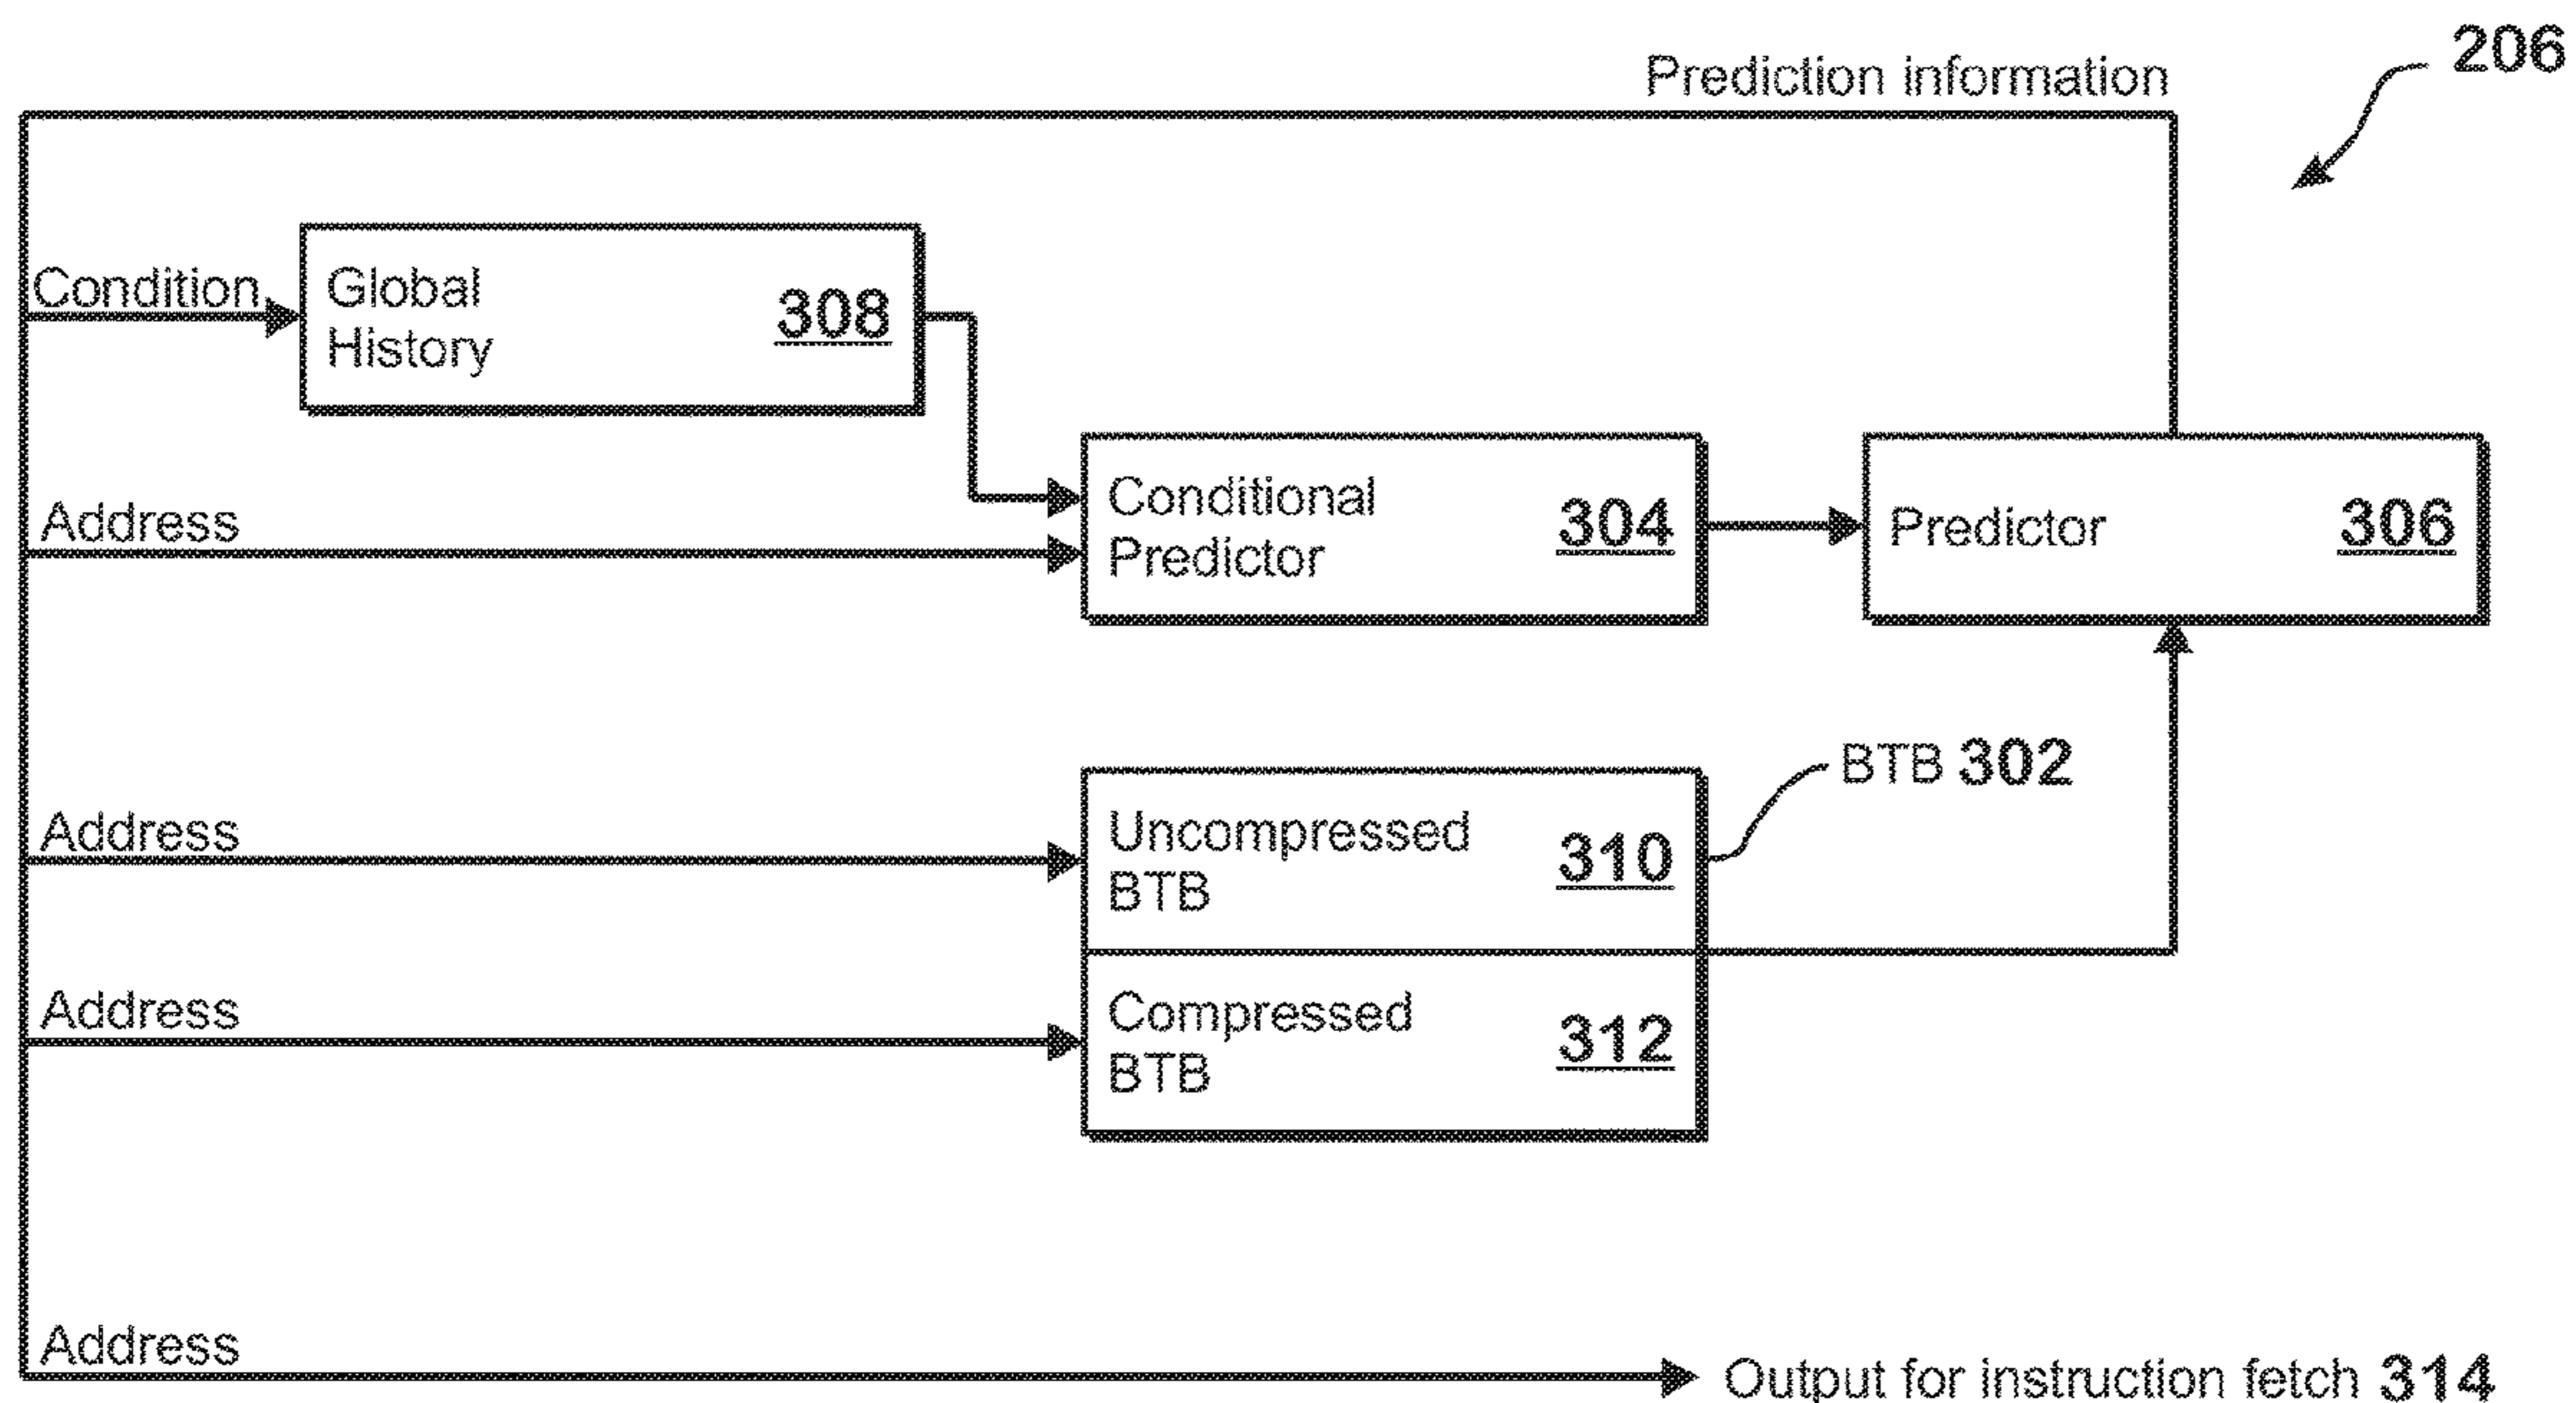 206
Prediction information
Condition
Global
History
308
Address
Conditional
Predictor
304
Predictor
306
BTB 302
Address
Uncompressed
BTB
310
Address
Compressed
BTB
312
Address
Output for instruction fetch 314